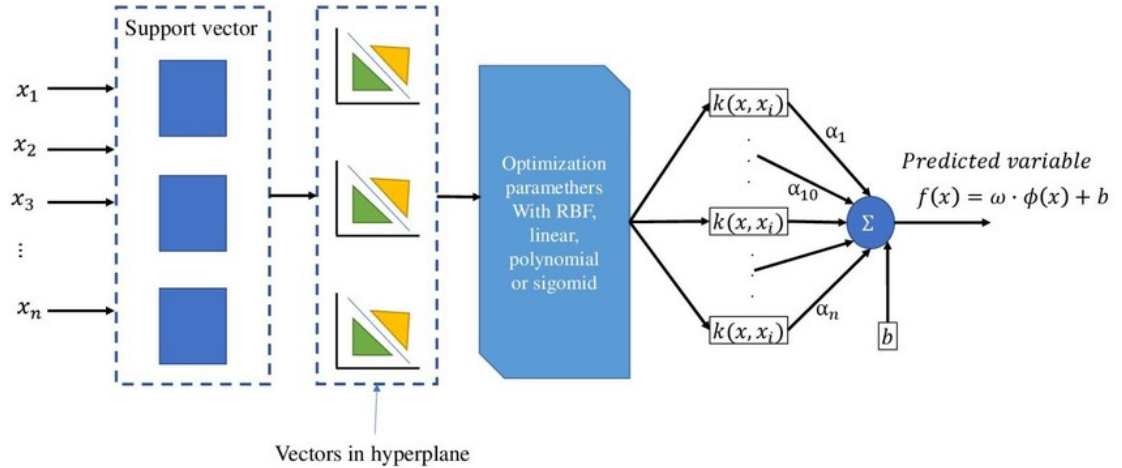 Support vector
x₁
x₂
x₃
⋮
xₙ
Vectors in hyperplane
Optimization
paramethers
With RBF,
linear,
polynomial
or sigomid
k(x, xᵢ)
k(x, xᵢ)
k(x, xᵢ)
α₁
α₁₀
αₙ
Σ
b
Predicted variable
f(x) = ω · ϕ(x) + b